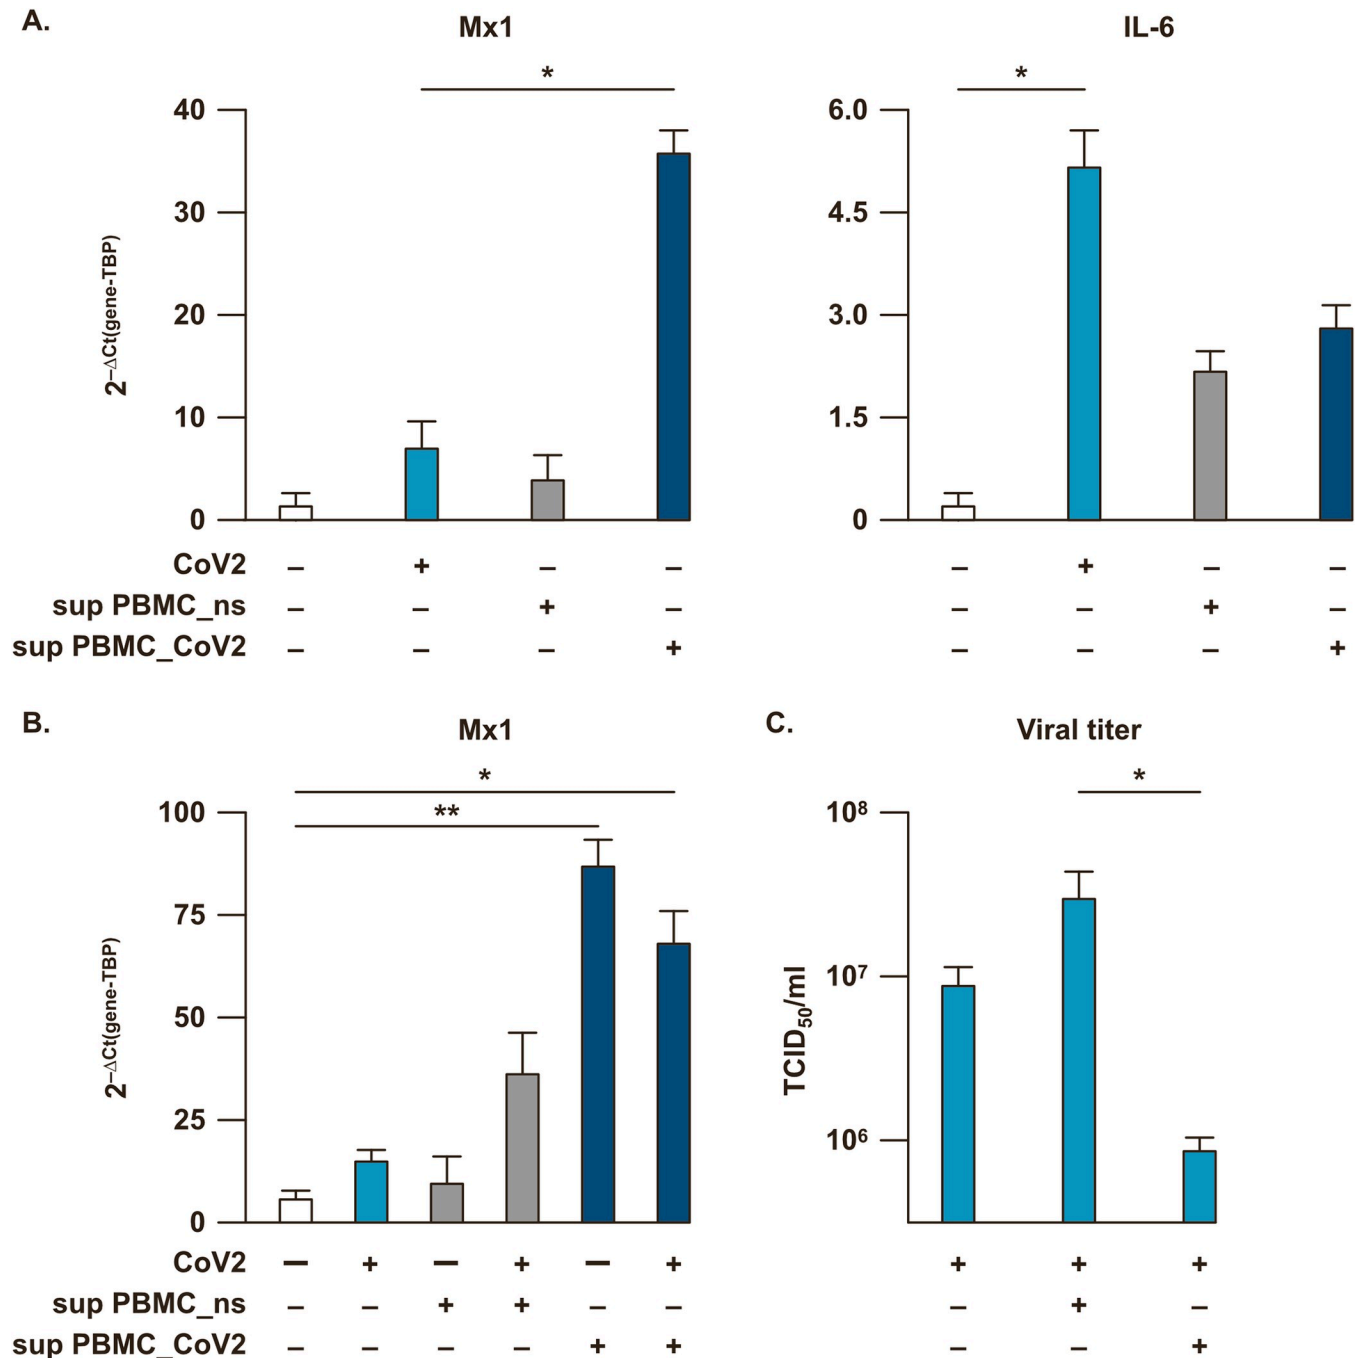 A.
Mx1
IL-6
*
*
40
30
20
10
0
2–ΔCt(gene-TBP)
6.0
4.5
3.0
1.5
0
CoV2 – + – – – + – –
sup PBMC_ns – – + – – – + –
sup PBMC_CoV2 – – – + – – – +
B.
Mx1
C.
Viral titer
*
**
*
100
75
50
25
0
2–ΔCt(gene-TBP)
10⁸
10⁷
10⁶
TCID₅₀/ml
CoV2 – + – + – + + + +
sup PBMC_ns – – + + – – – + –
sup PBMC_CoV2 – – – – + + – – +